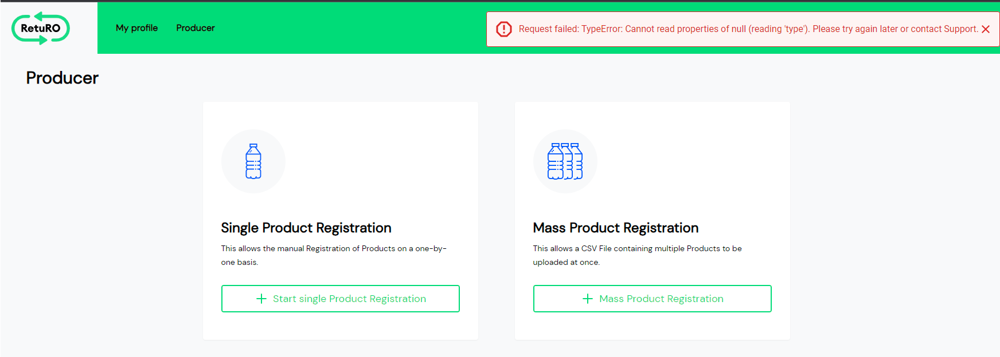 RetuRO
My profile
Producer
Request failed: TypeError: Cannot read properties of null (reading 'type'). Please try again later or contact Support.
Producer
Single Product Registration
This allows the manual Registration of Products on a one-by-
one basis.
Start single Product Registration
Mass Product Registration
This allows a CSV File containing multiple Products to be
uploaded at once.
Mass Product Registration